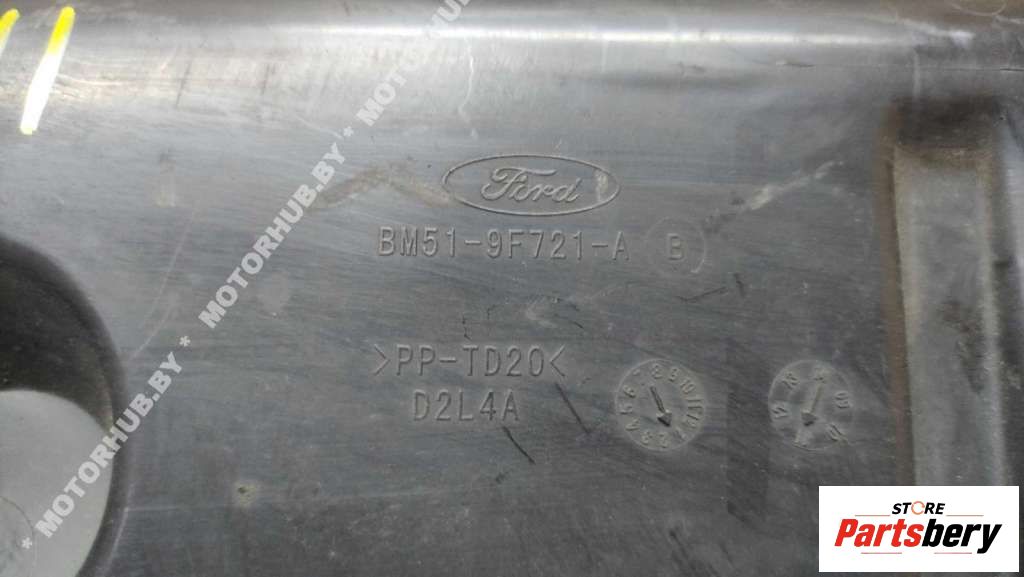 Ford
BM51-9F721-A B
>PP-TD20<
D2L4A
* MOTORHUB.BY * MOTORHUB.BY * MOTORHUB.BY
STORE
Partsbery